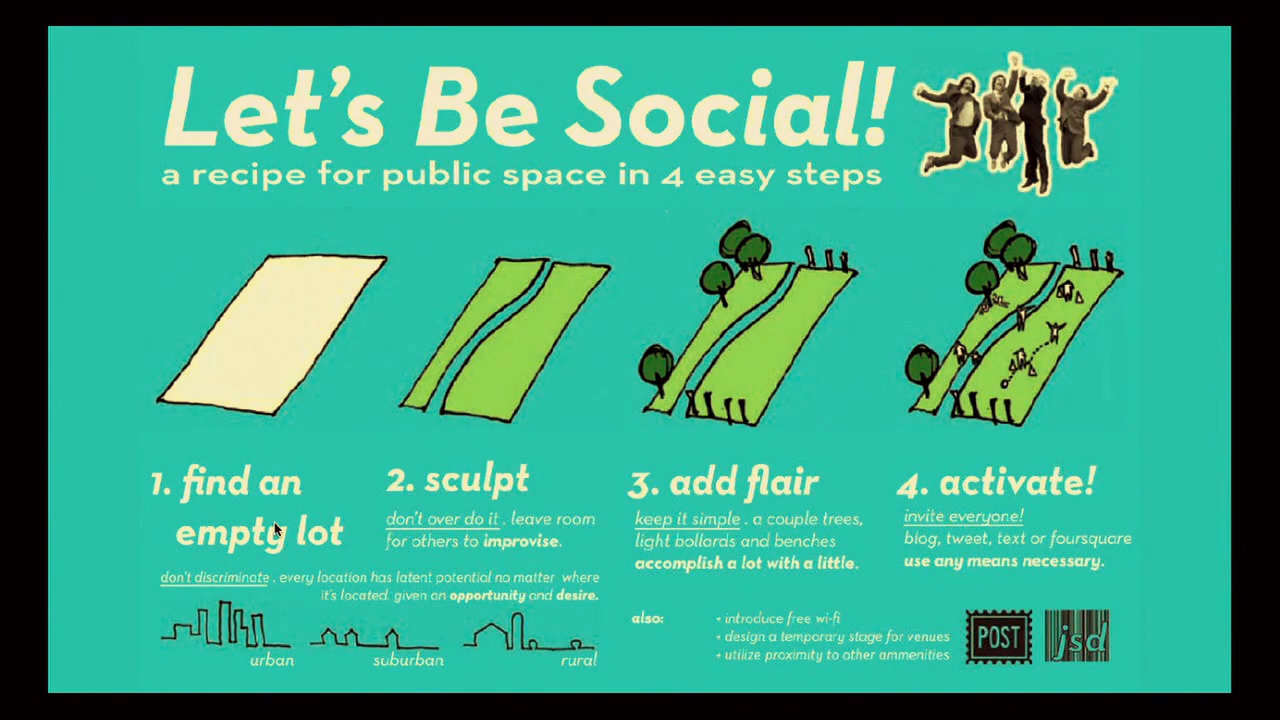 Let's Be Social!
a recipe for public space in 4 easy steps
1. find an
empty lot
don't discriminate . every location has latent potential no matter where
it's located. given an opportunity and desire.
urban
suburban
rural
2. sculpt
don't over do it . leave room
for others to improvise.
3. add flair
keep it simple . a couple trees,
light bollards and benches
accomplish a lot with a little.
4. activate!
invite everyone!
blog, tweet, text or foursquare
use any means necessary.
also:
+ introduce free wi-fi
+ design a temporary stage for venues
+ utilize proximity to other ammenities
POST
jsd